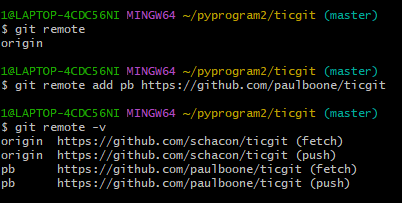 1@LAPTOP-4CDC56NI MINGW64 ~/pyprogram2/ticgit (master)
$ git remote
origin
1@LAPTOP-4CDC56NI MINGW64 ~/pyprogram2/ticgit (master)
$ git remote add pb https://github.com/paulboone/ticgit
1@LAPTOP-4CDC56NI MINGW64 ~/pyprogram2/ticgit (master)
$ git remote -v
origin  https://github.com/schacon/ticgit (fetch)
origin  https://github.com/schacon/ticgit (push)
pb      https://github.com/paulboone/ticgit (fetch)
pb      https://github.com/paulboone/ticgit (push)